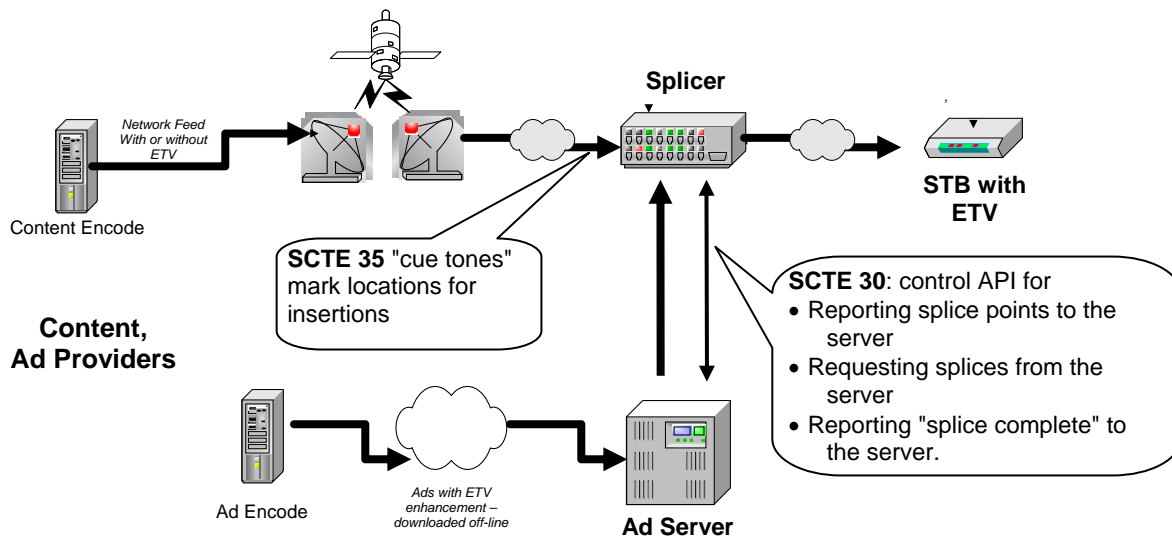 Splicer
Network Feed
With or without
ETV
,
Content Encode
STB with
ETV
SCTE 35 "cue tones"
mark locations for
insertions
SCTE 30: control API for
• Reporting splice points to the
server
• Requesting splices from the
server
• Reporting "splice complete" to
the server.
Content,
Ad Providers
Ad Encode
Ads with ETV
enhancement –
downloaded off-line
Ad Server